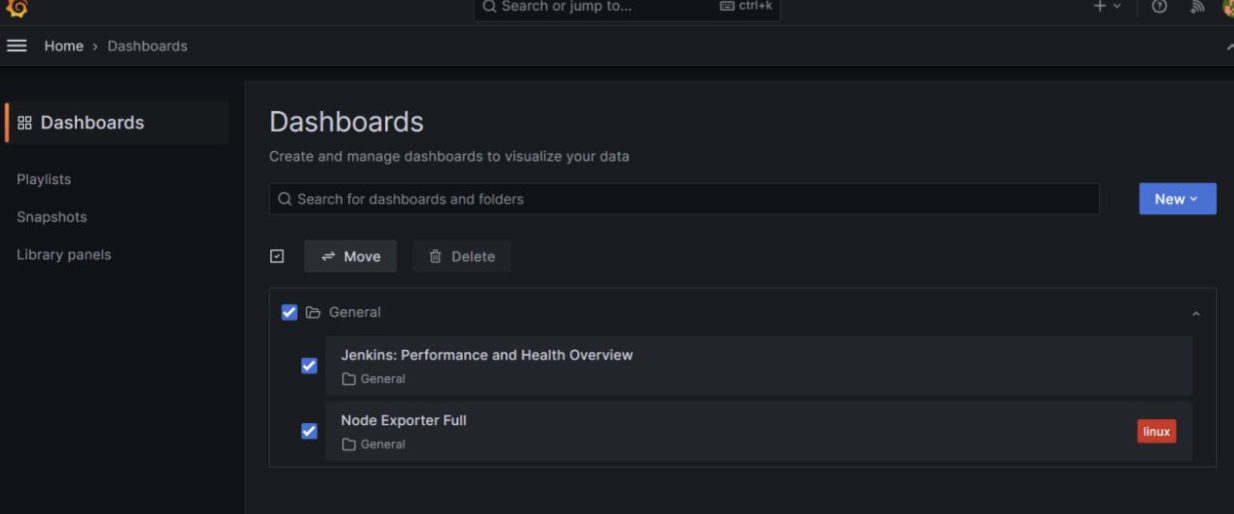 Search or jump to... ctrl+k
Home › Dashboards
Dashboards
Playlists
Snapshots
Library panels
Dashboards
Create and manage dashboards to visualize your data
Search for dashboards and folders
New
Move Delete
General
Jenkins: Performance and Health Overview
General
Node Exporter Full
General
linux